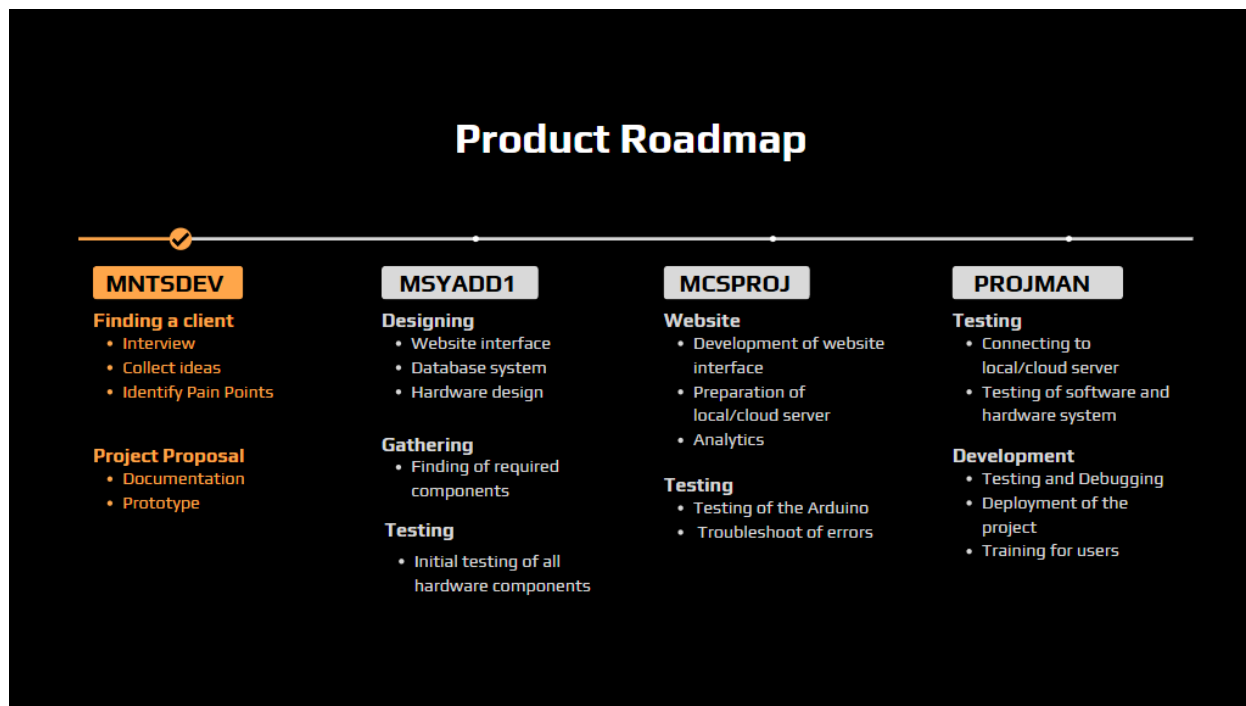 Product Roadmap
MNTSDEV
Finding a client
• Interview
• Collect ideas
• Identify Pain Points
Project Proposal
• Documentation
• Prototype
MSYADD1
Designing
• Website interface
• Database system
• Hardware design
Gathering
• Finding of required
components
Testing
• Initial testing of all
hardware components
MCSPROJ
Website
• Development of website
interface
• Preparation of
local/cloud server
• Analytics
Testing
• Testing of the Arduino
• Troubleshoot of errors
PROJMAN
Testing
• Connecting to
local/cloud server
• Testing of software and
hardware system
Development
• Testing and Debugging
• Deployment of the
project
• Training for users